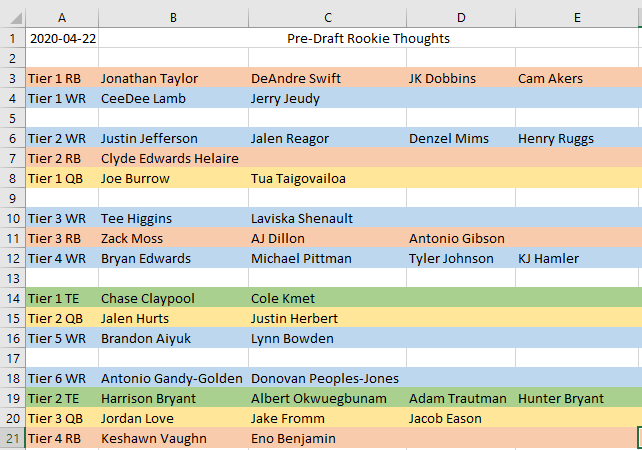 A B C D E
1 2020-04-22 Pre-Draft Rookie Thoughts
2
3 Tier 1 RB Jonathan Taylor DeAndre Swift JK Dobbins Cam Akers
4 Tier 1 WR CeeDee Lamb Jerry Jeudy
5
6 Tier 2 WR Justin Jefferson Jalen Reagor Denzel Mims Henry Ruggs
7 Tier 2 RB Clyde Edwards Helaire
8 Tier 1 QB Joe Burrow Tua Taigovailoa
9
10 Tier 3 WR Tee Higgins Laviska Shenault
11 Tier 3 RB Zack Moss AJ Dillon Antonio Gibson
12 Tier 4 WR Bryan Edwards Michael Pittman Tyler Johnson KJ Hamler
13
14 Tier 1 TE Chase Claypool Cole Kmet
15 Tier 2 QB Jalen Hurts Justin Herbert
16 Tier 5 WR Brandon Aiyuk Lynn Bowden
17
18 Tier 6 WR Antonio Gandy-Golden Donovan Peoples-Jones
19 Tier 2 TE Harrison Bryant Albert Okwuegbunam Adam Trautman Hunter Bryant
20 Tier 3 QB Jordan Love Jake Fromm Jacob Eason
21 Tier 4 RB Keshawn Vaughn Eno Benjamin